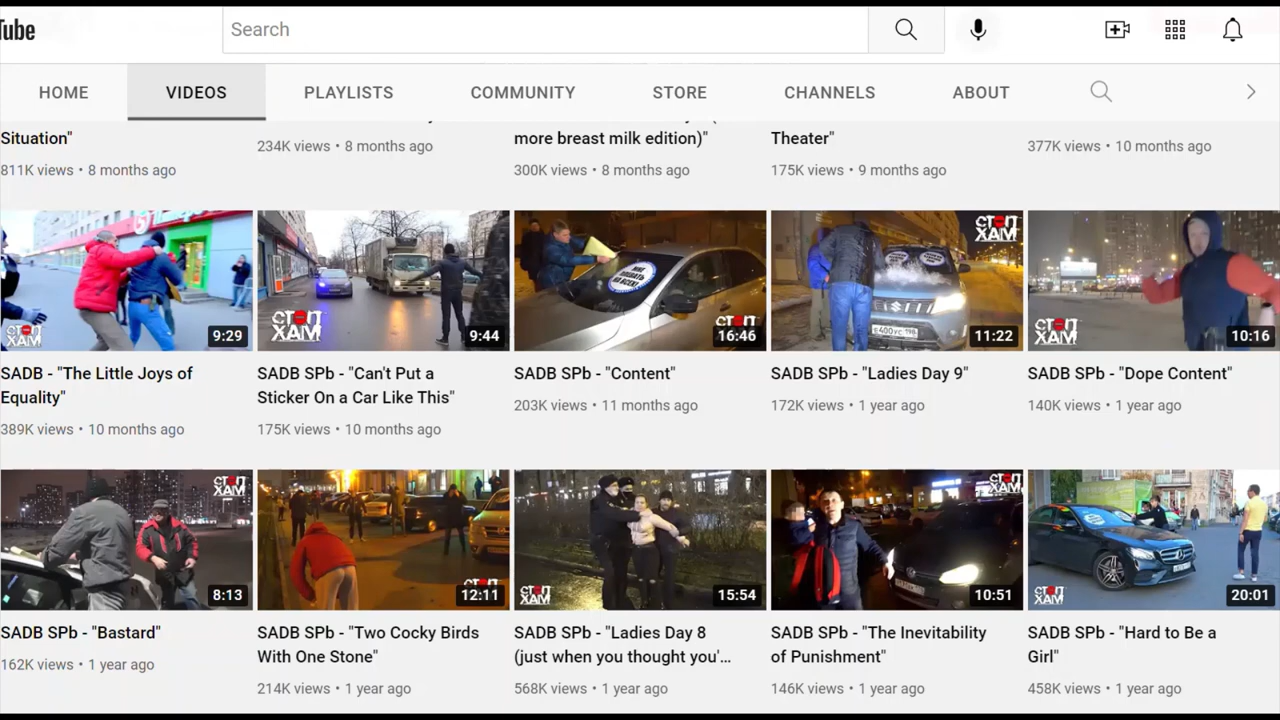 Tube
Search
HOME
VIDEOS
PLAYLISTS
COMMUNITY
STORE
CHANNELS
ABOUT
Situation"
811K views • 8 months ago
234K views • 8 months ago
more breast milk edition)"
300K views • 8 months ago
Theater"
175K views • 9 months ago
377K views • 10 months ago
СТОП
ХАМ
9:29
СТОП
ХАМ
9:44
МНЕ
ПЛЕВАТЬ
НА ВСЕХ!
СТОП
16:46
СТОП
ХАМ
11:22
СТОП
ХАМ
10:16
SADB - "The Little Joys of
Equality"
389K views • 10 months ago
SADB SPb - "Can't Put a
Sticker On a Car Like This"
175K views • 10 months ago
SADB SPb - "Content"
203K views • 11 months ago
SADB SPb - "Ladies Day 9"
172K views • 1 year ago
SADB SPb - "Dope Content"
140K views • 1 year ago
СТОП
ХАМ
8:13
СТОП
12:11
СТОП
ХАМ
15:54
СТОП
ХАМ
10:51
СТОП
ХАМ
20:01
SADB SPb - "Bastard"
162K views • 1 year ago
SADB SPb - "Two Cocky Birds
With One Stone"
214K views • 1 year ago
SADB SPb - "Ladies Day 8
(just when you thought you'...
568K views • 1 year ago
SADB SPb - "The Inevitability
of Punishment"
146K views • 1 year ago
SADB SPb - "Hard to Be a
Girl"
458K views • 1 year ago